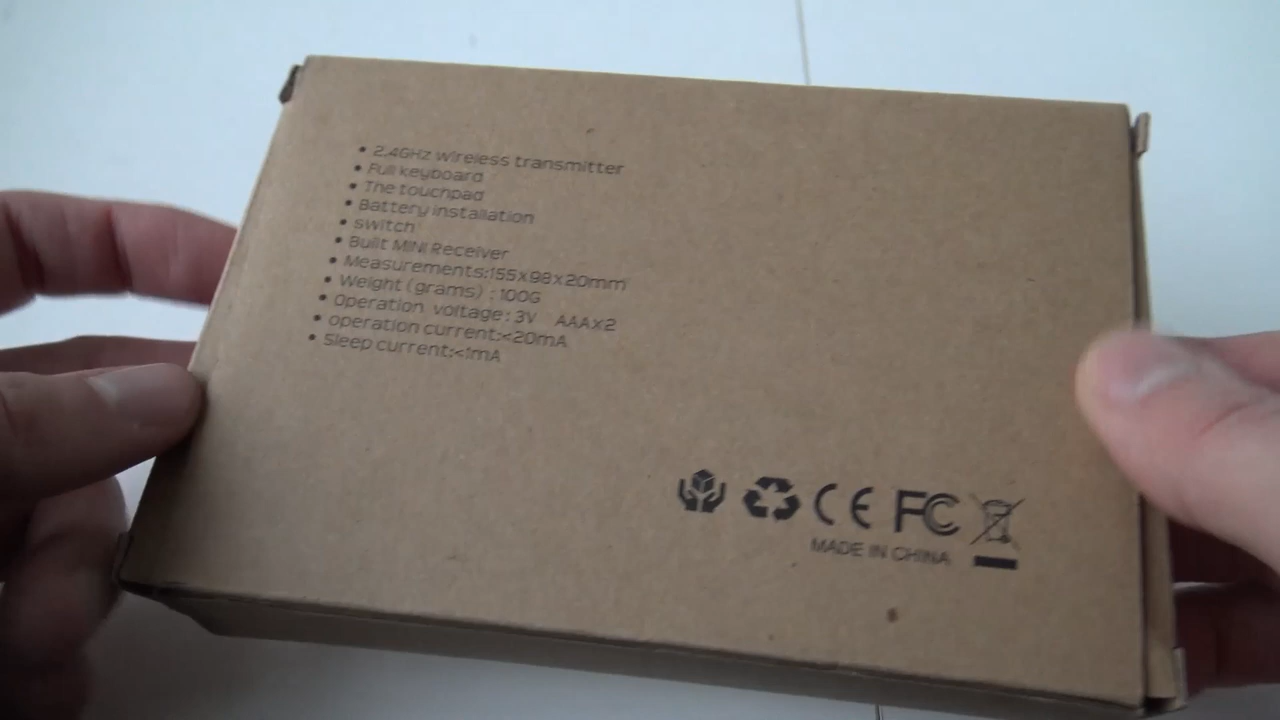 • 2.4GHz wireless transmitter
• Full keyboard
• The touchpad
• Battery installation
• switch
• Built MINI Receiver
• Measurements:155x98x20mm
• Weight (grams) : 100G
• Operation voltage: 3V AAAx2
• operation current:<20mA
• Sleep current:<1mA
CE FC
MADE IN CHINA